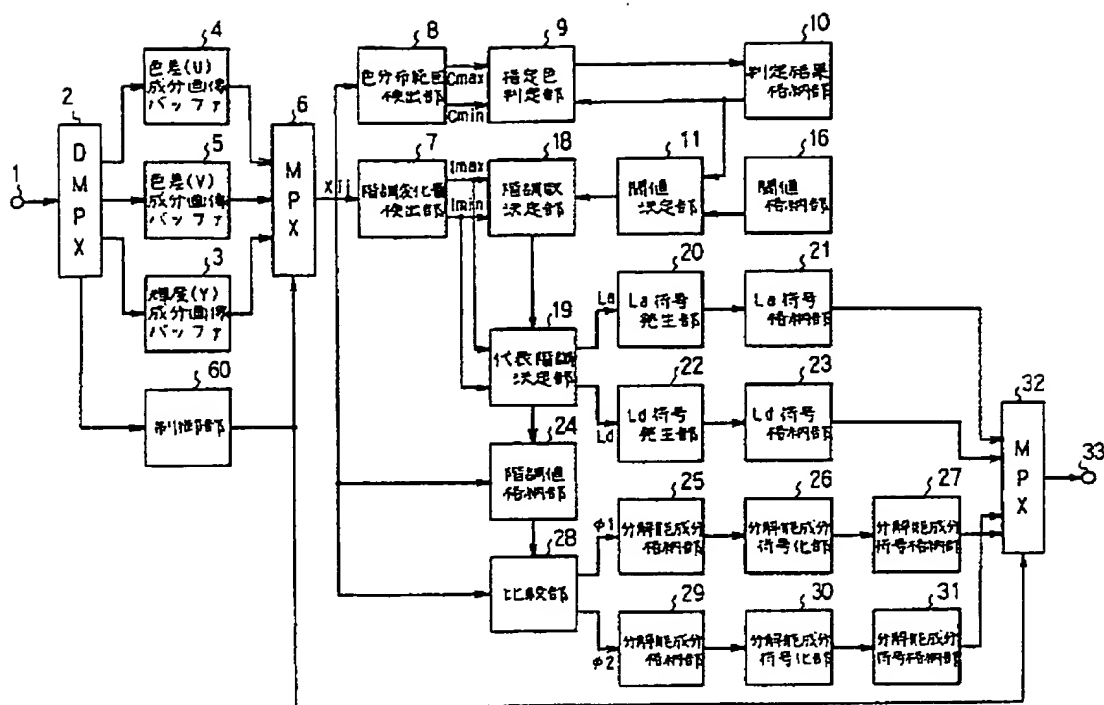 1
2
DMPX
4
色差(U)
成分画像
バッファ
5
色差(V)
成分画像
バッファ
3
輝度(Y)
成分画像
バッファ
60
制御部
6
MPX
Xij
8
色分布範囲
検出部
Cmax
Cmin
9
指定色
判定部
10
判定結果
格納部
7
階調変化量
検出部
lmax
lmin
18
階調数
決定部
11
閾値
決定部
16
閾値
格納部
19
代表階調
決定部
La
20
La符号
発生部
21
La符号
格納部
Ld
22
Ld符号
発生部
23
Ld符号
格納部
24
階調値
格納部
28
比較部
φ1
25
分解能成分
格納部
26
分解能成分
符号化部
27
分解能成分
符号格納部
φ2
29
分解能成分
格納部
30
分解能成分
符号化部
31
分解能成分
符号格納部
32
MPX
33